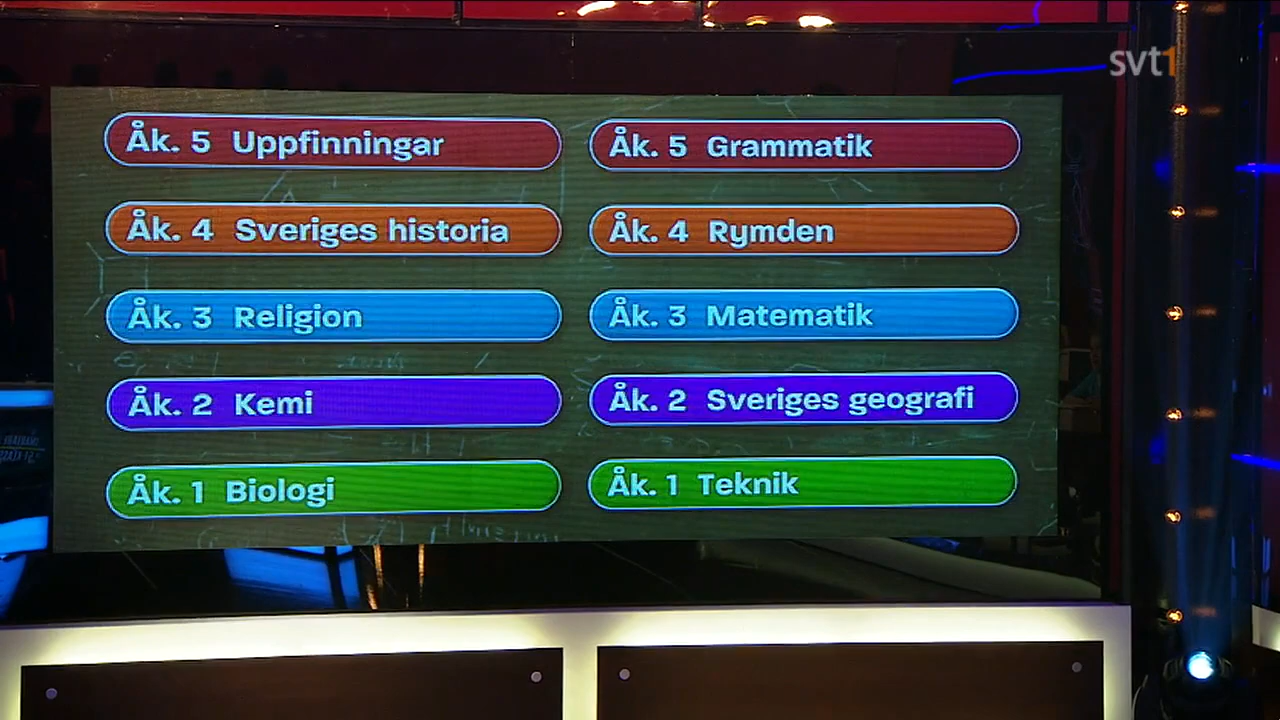 svt1
Åk. 5 Uppfinningar
Åk. 5 Grammatik
Åk. 4 Sveriges historia
Åk. 4 Rymden
Åk. 3 Religion
Åk. 3 Matematik
Åk. 2 Kemi
Åk. 2 Sveriges geografi
Åk. 1 Biologi
Åk. 1 Teknik